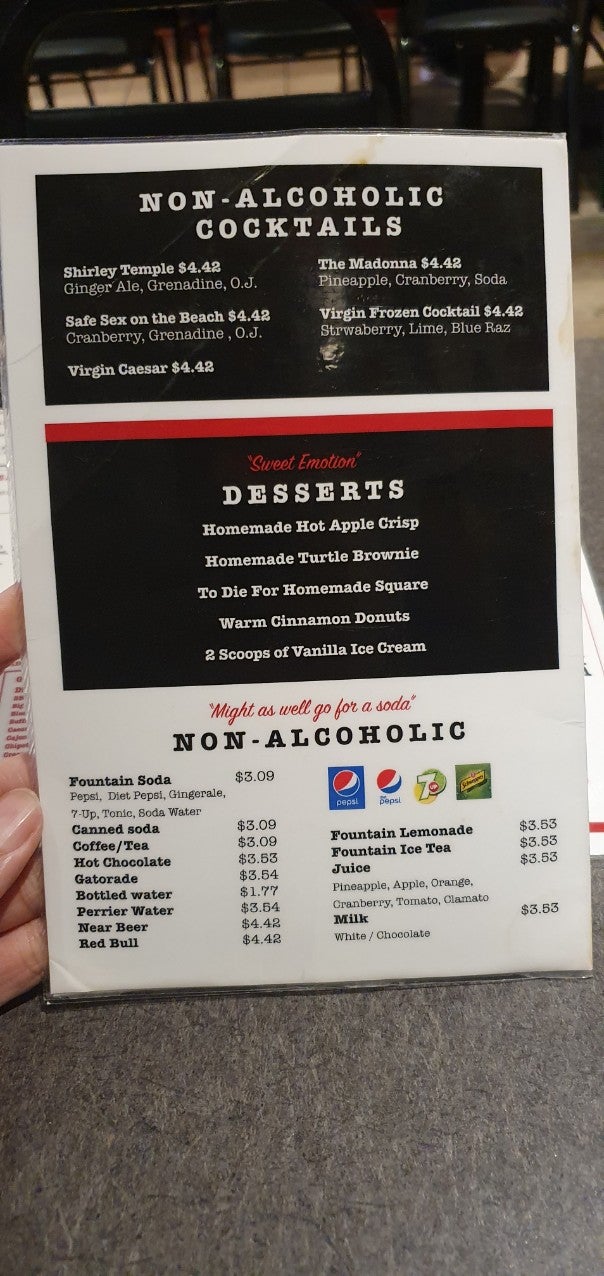 NON-ALCOHOLIC
COCKTAILS
Shirley Temple $4.42
Ginger Ale, Grenadine, O.J.
Safe Sex on the Beach $4.42
Cranberry, Grenadine , O.J.
Virgin Caesar $4.42
The Madonna $4.42
Pineapple, Cranberry, Soda
Virgin Frozen Cocktail $4.42
Strwaberry, Lime, Blue Raz
"Sweet Emotion"
DESSERTS
Homemade Hot Apple Crisp
Homemade Turtle Brownie
To Die For Homemade Square
Warm Cinnamon Donuts
2 Scoops of Vanilla Ice Cream
"Might as well go for a soda"
NON-ALCOHOLIC
Fountain Soda $3.09
Pepsi, Diet Pepsi, Gingerale,
7-Up, Tonic, Soda Water
Canned soda $3.09
Coffee/Tea $3.09
Hot Chocolate $3.53
Gatorade $3.54
Bottled water $1.77
Perrier Water $3.54
Near Beer $4.42
Red Bull $4.42
pepsi
pepsi
7UP
Schweppes
Fountain Lemonade $3.53
Fountain Ice Tea $3.53
Juice $3.53
Pineapple, Apple, Orange,
Cranberry, Tomato, Clamato
Milk $3.53
White / Chocolate